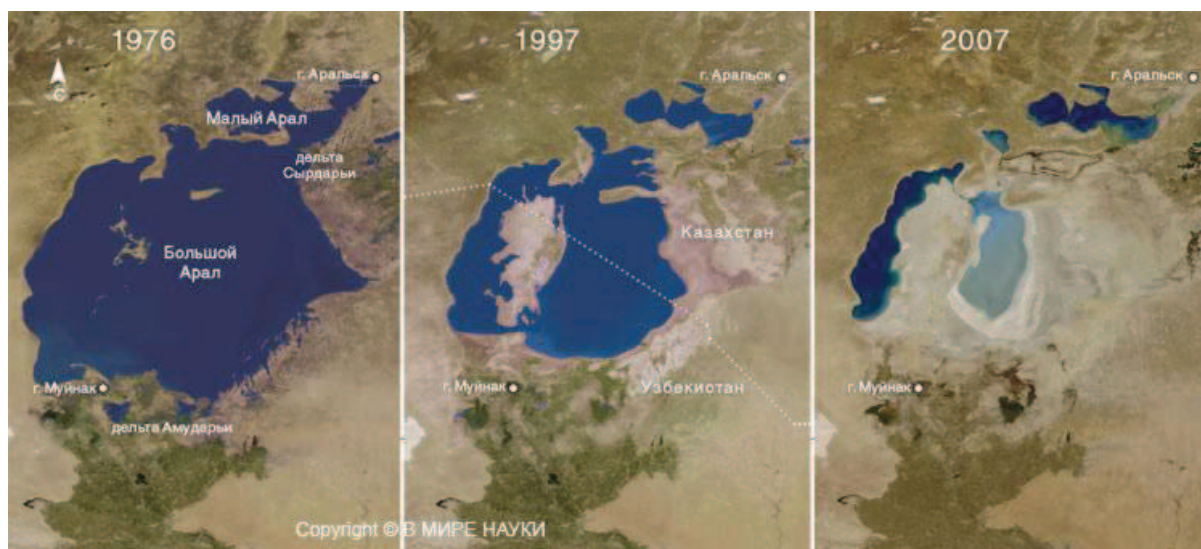 1976
С
г. Аральск
Малый Арал
дельта
Сырдарьи
Большой
Арал
г. Муйнак
дельта Амударьи
1997
г. Аральск
Казахстан
г. Муйнак
Узбекистан
2007
г. Аральск
г. Муйнак
Copyright © В МИРЕ НАУКИ